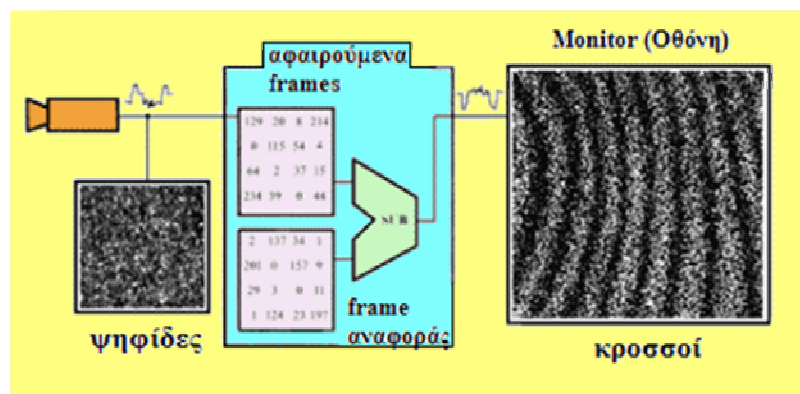 αφαιρούμενα
frames
Monitor (Οθόνη)
129 20 8 214
0 115 54 4
64 2 37 15
234 39 0 44
SUB
2 137 34 1
201 0 157 9
29 3 0 11
1 124 23 197
frame
αναφοράς
ψηφίδες
κροσσοί